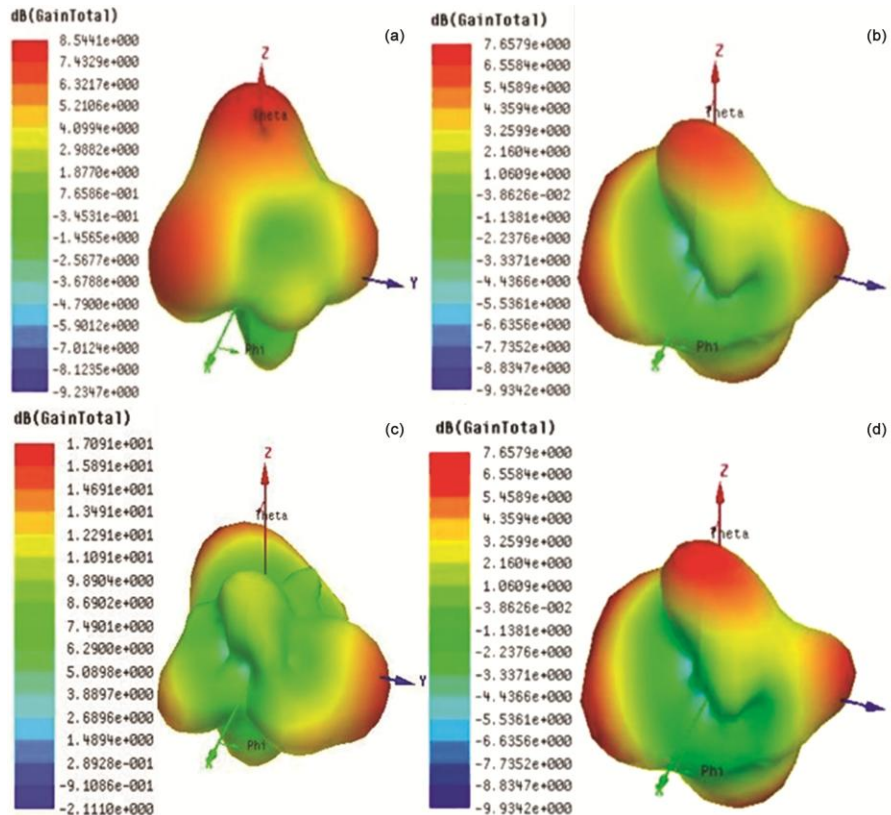 dB(GainTotal)
8.5441e+000
7.4329e+000
6.3217e+000
5.2106e+000
4.0994e+000
2.9882e+000
1.8770e+000
7.6586e-001
-3.4531e-001
-1.4565e+000
-2.5677e+000
-3.6788e+000
-4.7900e+000
-5.9012e+000
-7.0124e+000
-8.1235e+000
-9.2347e+000
(a)
Z
Theta
Y
Phi
X
dB(GainTotal)
7.6579e+000
6.5584e+000
5.4589e+000
4.3594e+000
3.2599e+000
2.1604e+000
1.0609e+000
-3.8626e-002
-1.1381e+000
-2.2376e+000
-3.3371e+000
-4.4366e+000
-5.5361e+000
-6.6356e+000
-7.7352e+000
-8.8347e+000
-9.9342e+000
(b)
Z
Theta
Phi
X
dB(GainTotal)
1.7091e+001
1.5891e+001
1.4691e+001
1.3491e+001
1.2291e+001
1.1091e+001
9.8904e+000
8.6902e+000
7.4901e+000
6.2900e+000
5.0898e+000
3.8897e+000
2.6896e+000
1.4894e+000
2.8928e-001
-9.1086e-001
-2.1110e+000
(c)
Z
Theta
Y
Phi
X
dB(GainTotal)
7.6579e+000
6.5584e+000
5.4589e+000
4.3594e+000
3.2599e+000
2.1604e+000
1.0609e+000
-3.8626e-002
-1.1381e+000
-2.2376e+000
-3.3371e+000
-4.4366e+000
-5.5361e+000
-6.6356e+000
-7.7352e+000
-8.8347e+000
-9.9342e+000
(d)
Z
Theta
Phi
X